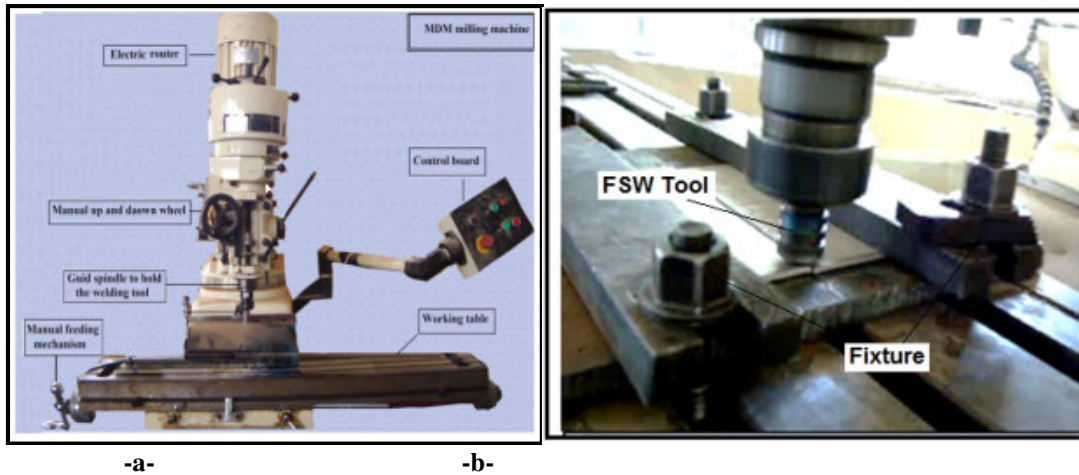 MDM milling machine
Electric router
Control board
Manual up and daown wheel
Guid spindle to hold
the welding tool
Manual feeding
mechanism
Working table
FSW Tool
Fixture
-a-
-b-